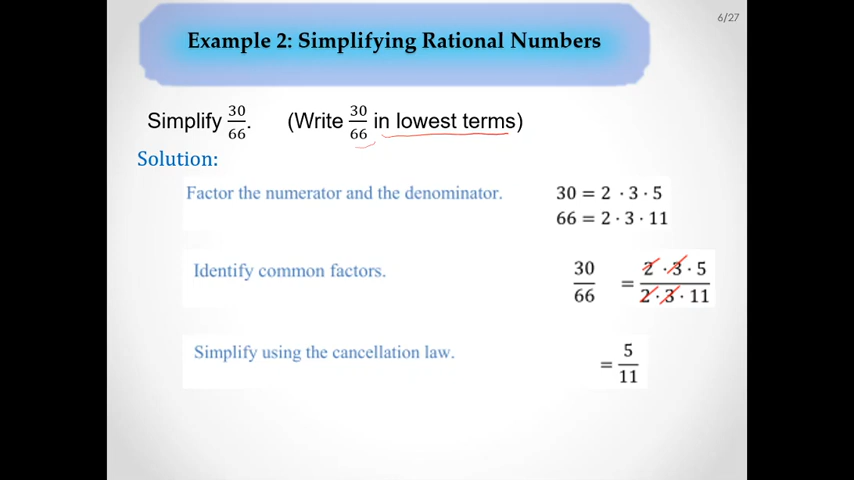 6/27
Example 2: Simplifying Rational Numbers
Simplify 30/66. (Write 30/66 in lowest terms)
Solution:
Factor the numerator and the denominator. 30 = 2 · 3 · 5
66 = 2 · 3 · 11
Identify common factors. 30/66 = 2 · 3 · 5/2 · 3 · 11
Simplify using the cancellation law. = 5/11